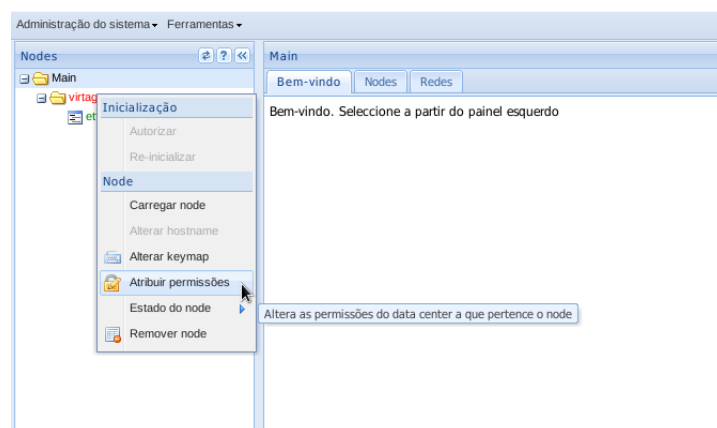 Administração do sistema Ferramentas
Nodes
Main
Main
Bem-vindo Nodes Redes
virtag
Bem-vindo. Seleccione a partir do painel esquerdo
Inicialização
Autorizar
Re-inicializar
Node
Carregar node
Alterar hostname
Alterar keymap
Atribuir permissões
Estado do node
Altera as permissões do data center a que pertence o node
Remover node